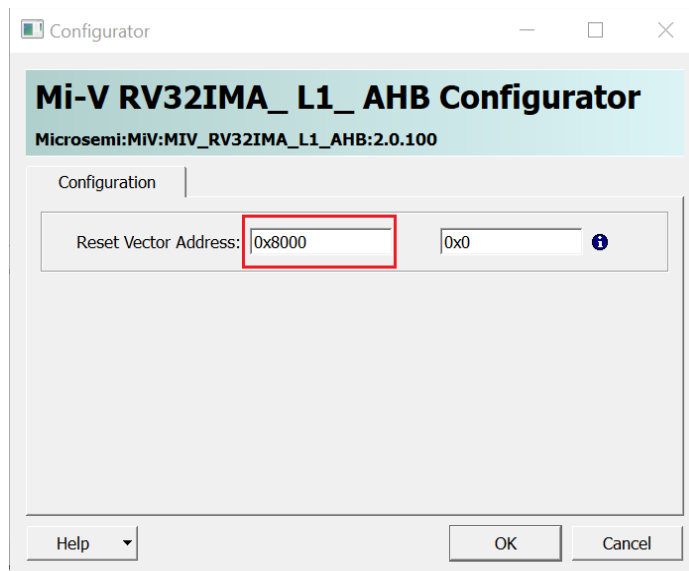 Configurator
Mi-V RV32IMA_ L1_ AHB Configurator
Microsemi:MiV:MIV_RV32IMA_L1_AHB:2.0.100
Configuration
Reset Vector Address: 0x8000 0x0 i
Help OK Cancel